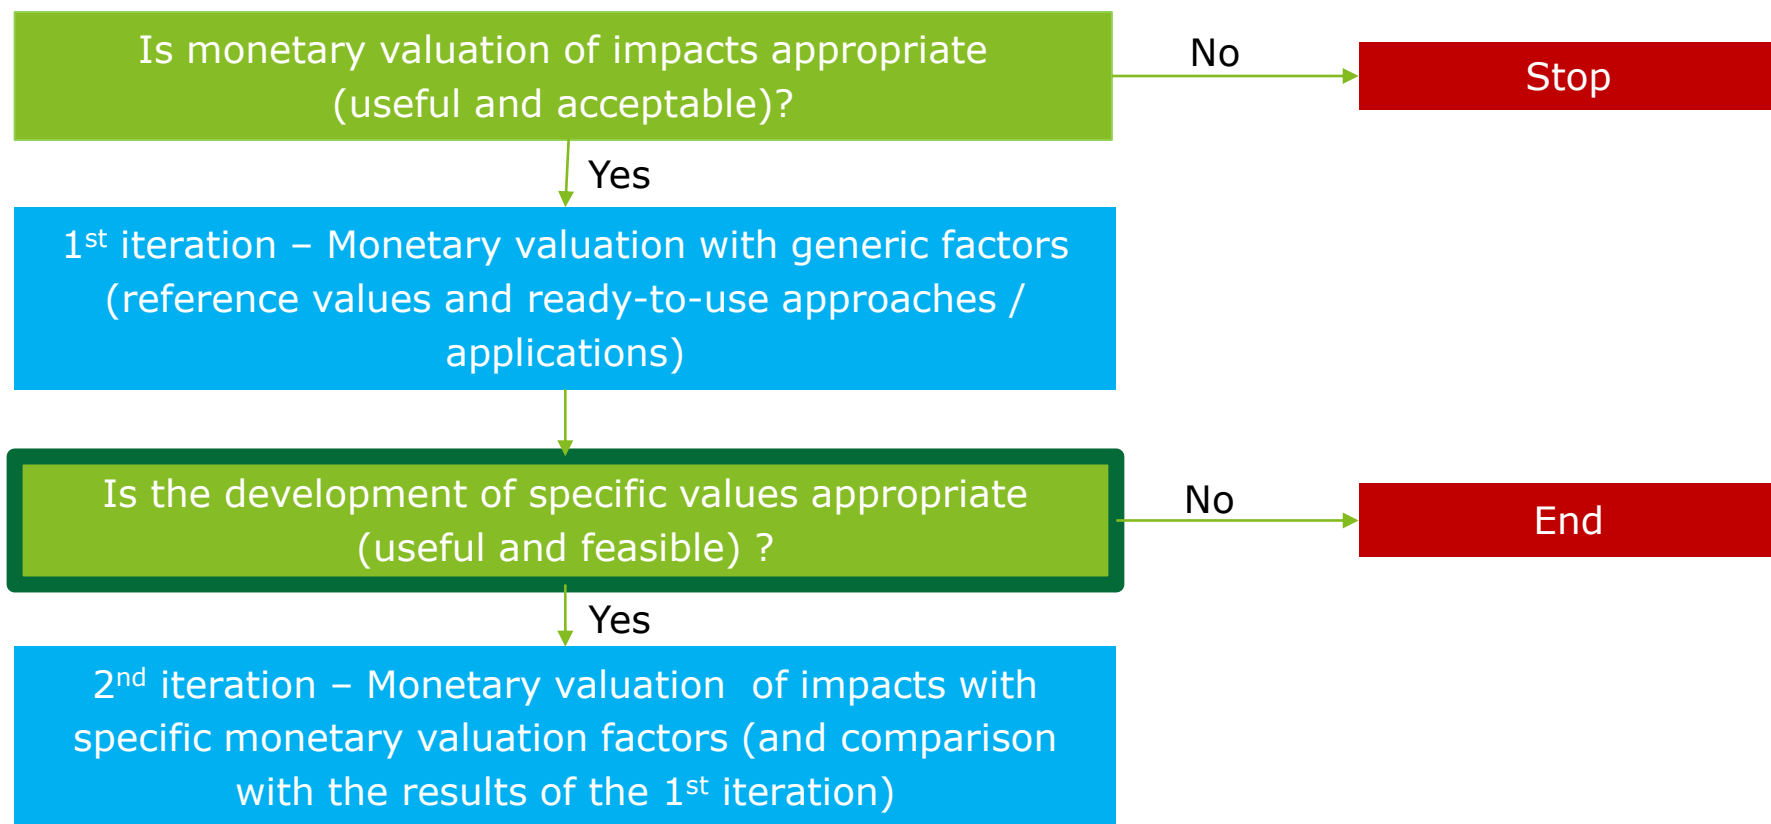 Is monetary valuation of impacts appropriate
(useful and acceptable)?
No
Stop
Yes
1st iteration – Monetary valuation with generic factors
(reference values and ready-to-use approaches /
applications)
Is the development of specific values appropriate
(useful and feasible) ?
No
End
Yes
2nd iteration – Monetary valuation  of impacts with
specific monetary valuation factors (and comparison
with the results of the 1st iteration)